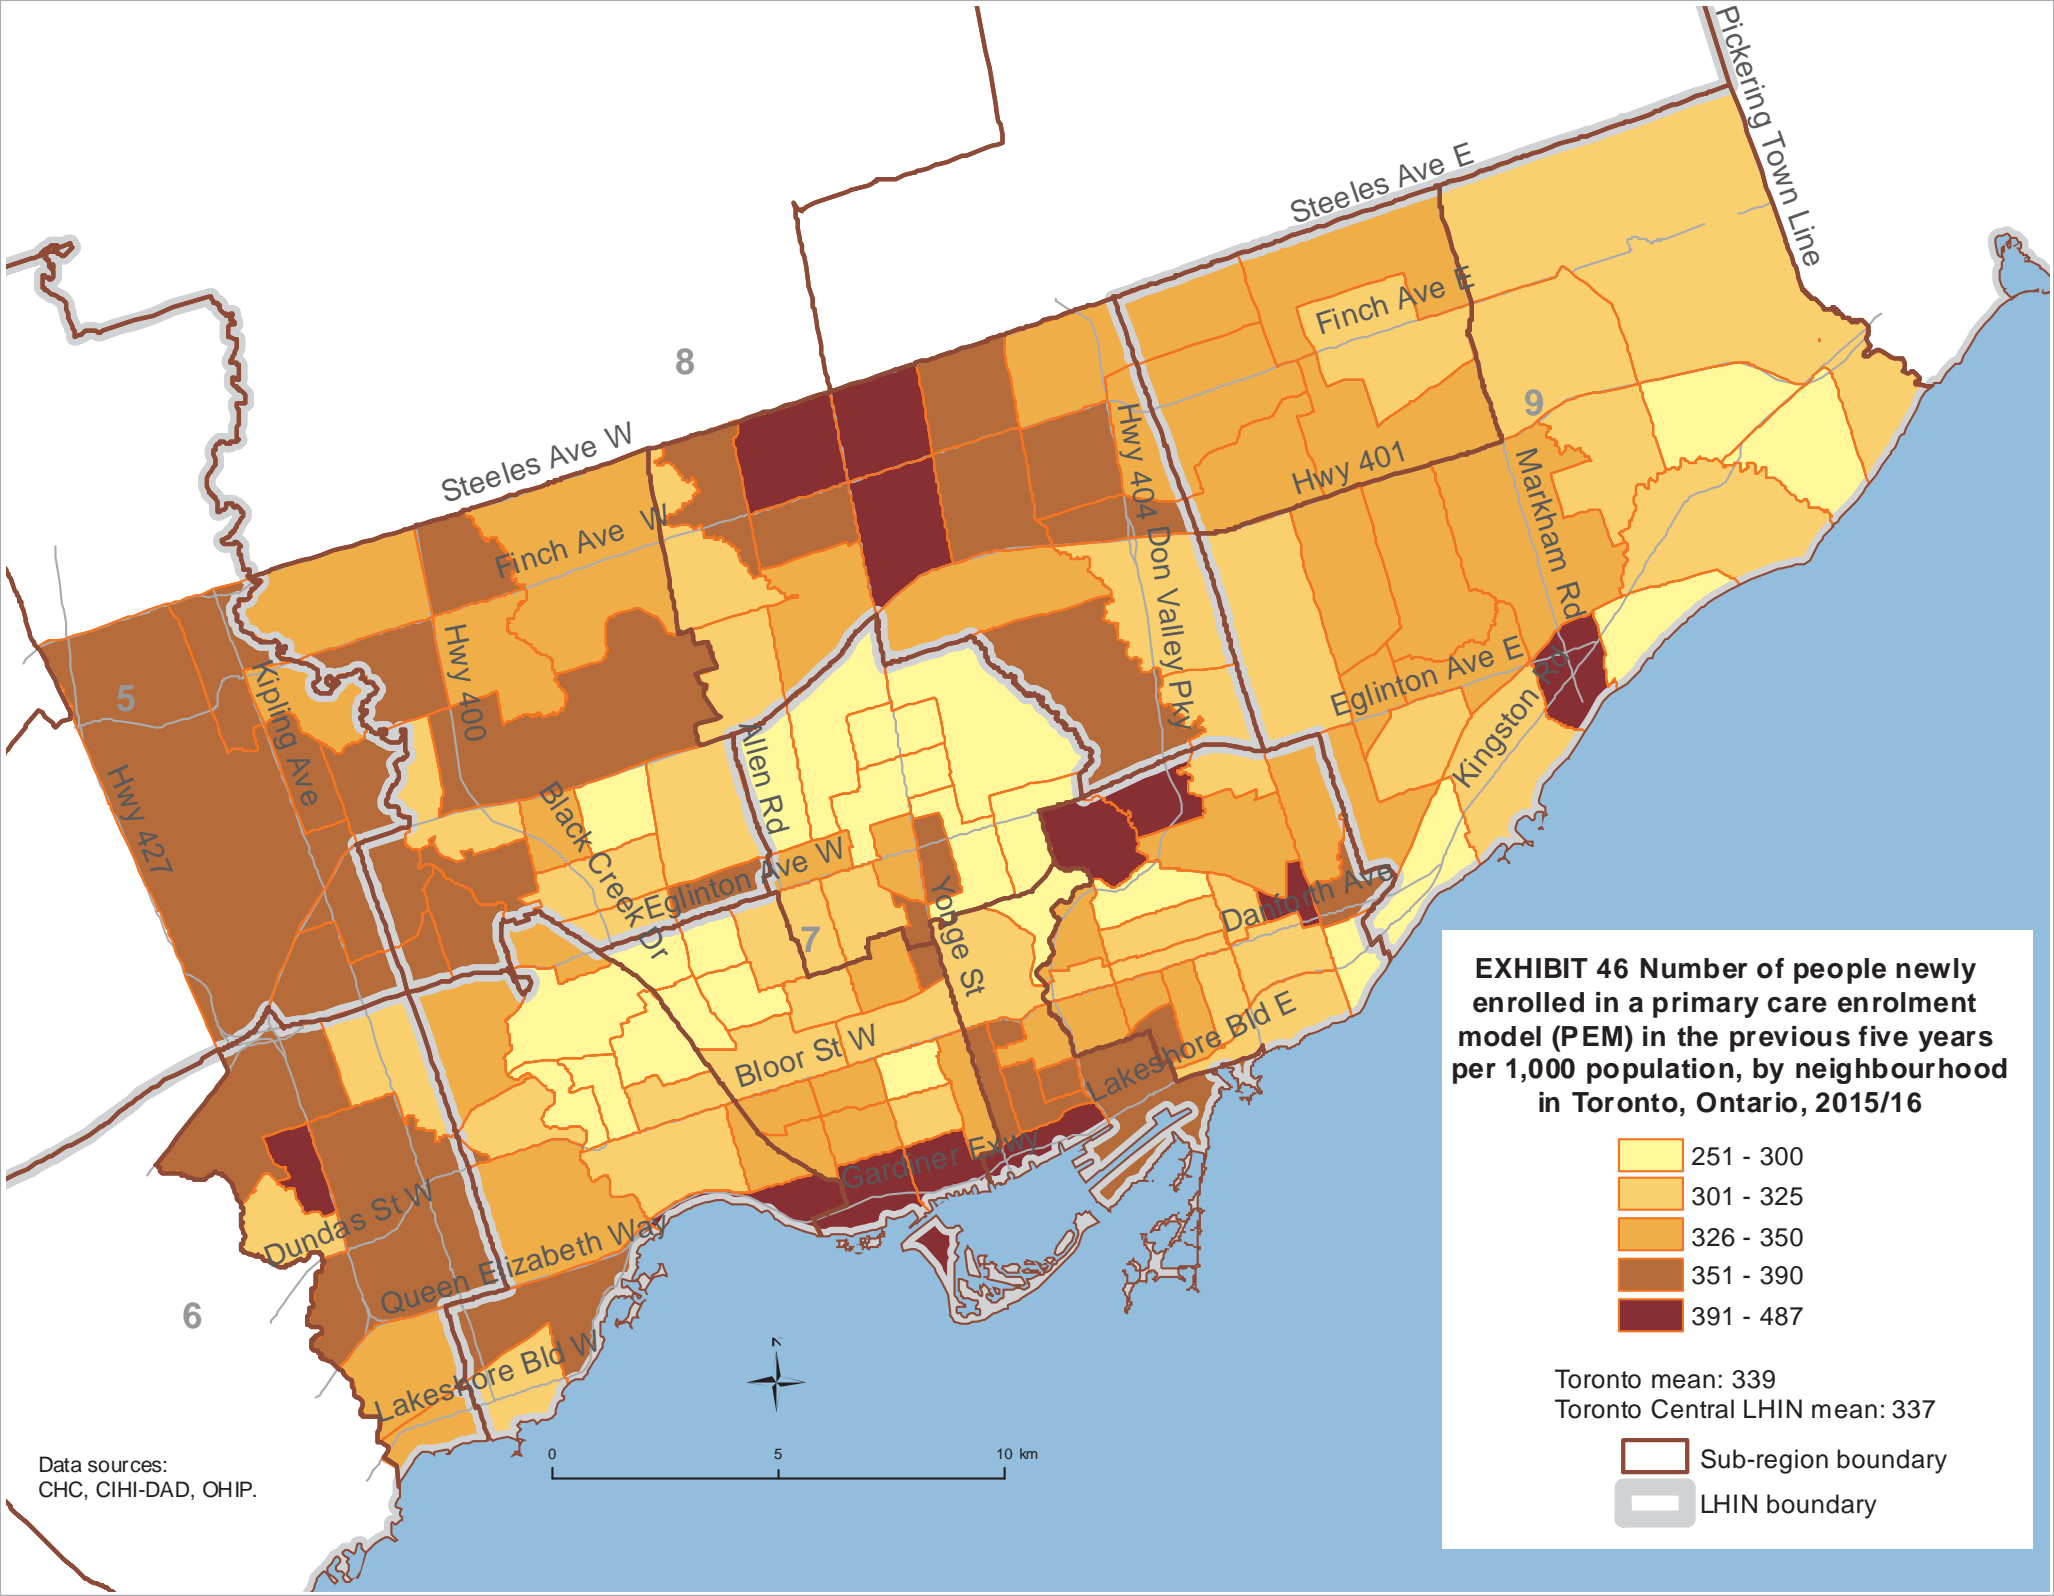 Pickering Town Line
Steeles Ave E
Finch Ave E
8
9
Steeles Ave W
Finch Ave W
Hwy 401
Hwy 404
Don Valley Pky
Markham Rd
5
Kipling Ave
Hwy 400
Hwy 427
Allen Rd
Black Creek Dr
Eglinton Ave E
Kingston Rd
Eglinton Ave W
Yonge St
Danforth Ave
7
Bloor St W
Lakeshore Bld E
Gardiner Exwy
Dundas St W
Queen Elizabeth Way
6
Lakeshore Bld W
N
0 5 10 km
Data sources:
CHC, CIHI-DAD, OHIP.
EXHIBIT 46 Number of people newly
enrolled in a primary care enrolment
model (PEM) in the previous five years
per 1,000 population, by neighbourhood
in Toronto, Ontario, 2015/16
251 - 300
301 - 325
326 - 350
351 - 390
391 - 487
Toronto mean: 339
Toronto Central LHIN mean: 337
Sub-region boundary
LHIN boundary